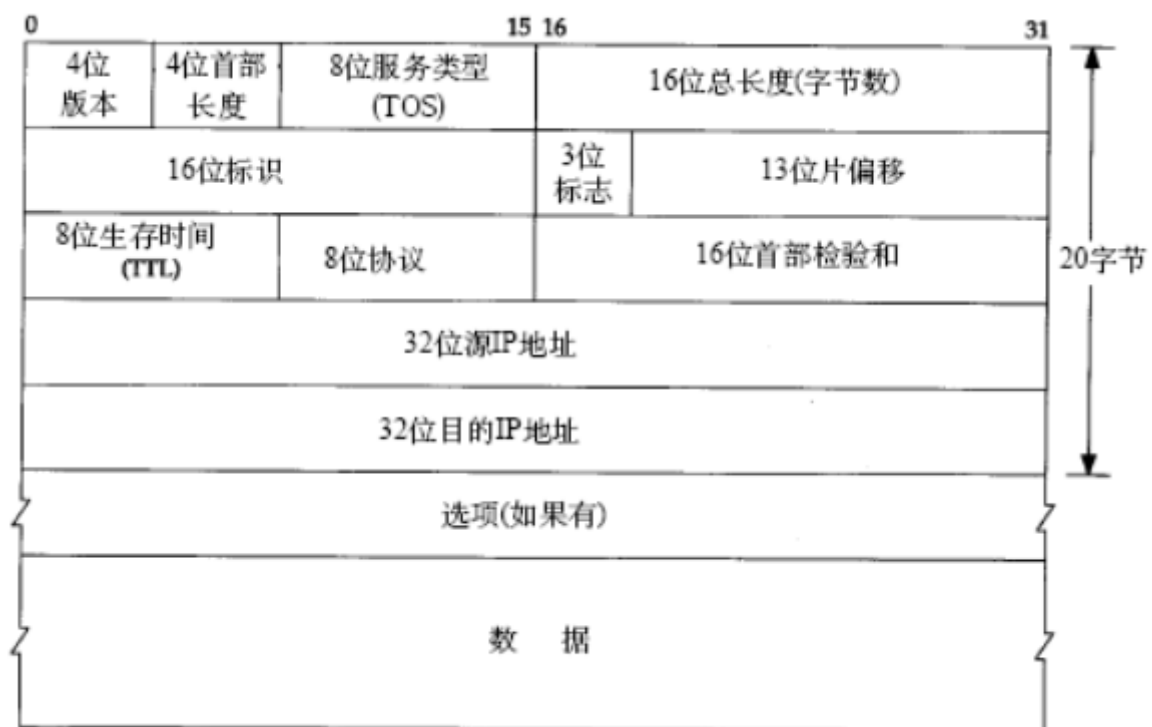 0 15 16 31
4位 4位首部 8位服务类型 16位总长度(字节数)
版本 长度 (TOS)
16位标识 3位 13位片偏移
标志
8位生存时间 8位协议 16位首部检验和 20字节
(TTL)
32位源IP地址
32位目的IP地址
选项(如果有)
数 据